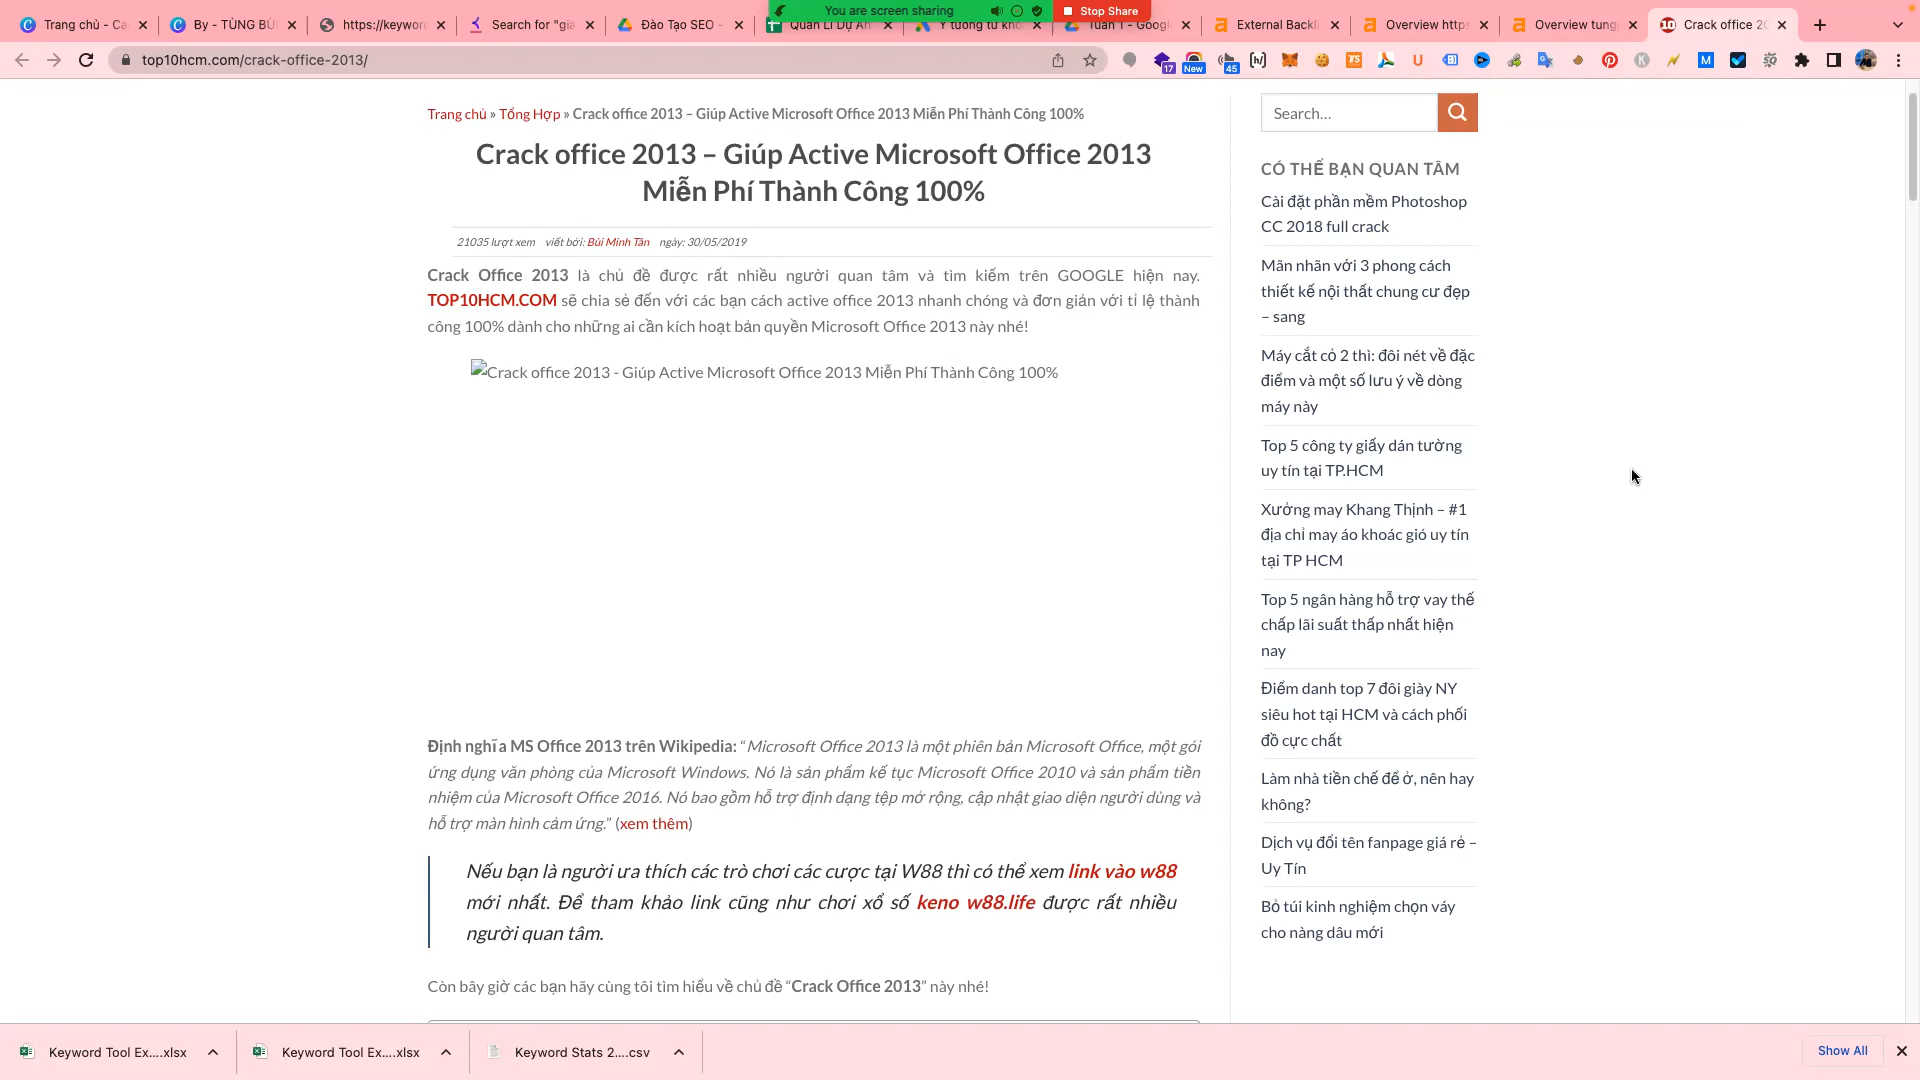 Trang chủ - Ca
By - TÙNG BÙI
https://keywor
Search for "giá
Đào Tạo SEO -
Quản Lí Dự Án
Ý tưởng từ khó
Tuần 1 - Googl
External Backli
Overview https
Overview tung
Crack office 20
You are screen sharing
Stop Share
top10hcm.com/crack-office-2013/
17
New
45
Trang chủ » Tổng Hợp » Crack office 2013 – Giúp Active Microsoft Office 2013 Miễn Phí Thành Công 100%
Crack office 2013 – Giúp Active Microsoft Office 2013
Miễn Phí Thành Công 100%
21035 lượt xem viết bởi: Bùi Minh Tân ngày: 30/05/2019
Crack Office 2013 là chủ đề được rất nhiều người quan tâm và tìm kiếm trên GOOGLE hiện nay.
TOP10HCM.COM sẽ chia sẻ đến với các bạn cách active office 2013 nhanh chóng và đơn giản với tỉ lệ thành
công 100% dành cho những ai cần kích hoạt bản quyền Microsoft Office 2013 này nhé!
Crack office 2013 - Giúp Active Microsoft Office 2013 Miễn Phí Thành Công 100%
Định nghĩa MS Office 2013 trên Wikipedia: “Microsoft Office 2013 là một phiên bản Microsoft Office, một gói
ứng dụng văn phòng của Microsoft Windows. Nó là sản phẩm kế tục Microsoft Office 2010 và sản phẩm tiền
nhiệm của Microsoft Office 2016. Nó bao gồm hỗ trợ định dạng tệp mở rộng, cập nhật giao diện người dùng và
hỗ trợ màn hình cảm ứng.” (xem thêm)
Nếu bạn là người ưa thích các trò chơi các cược tại W88 thì có thể xem link vào w88
mới nhất. Để tham khảo link cũng như chơi xổ số keno w88.life được rất nhiều
người quan tâm.
Còn bây giờ các bạn hãy cùng tôi tìm hiểu về chủ đề “Crack Office 2013” này nhé!
Search...
CÓ THỂ BẠN QUAN TÂM
Cài đặt phần mềm Photoshop
CC 2018 full crack
Mãn nhãn với 3 phong cách
thiết kế nội thất chung cư đẹp
– sang
Máy cắt cỏ 2 thì: đôi nét về đặc
điểm và một số lưu ý về dòng
máy này
Top 5 công ty giấy dán tường
uy tín tại TP.HCM
Xưởng may Khang Thịnh – #1
địa chỉ may áo khoác gió uy tín
tại TP HCM
Top 5 ngân hàng hỗ trợ vay thế
chấp lãi suất thấp nhất hiện
nay
Điểm danh top 7 đôi giày NY
siêu hot tại HCM và cách phối
đồ cực chất
Làm nhà tiền chế để ở, nên hay
không?
Dịch vụ đổi tên fanpage giá rẻ –
Uy Tín
Bỏ túi kinh nghiệm chọn váy
cho nàng dâu mới
Keyword Tool Ex....xlsx
Keyword Tool Ex....xlsx
Keyword Stats 2....csv
Show All